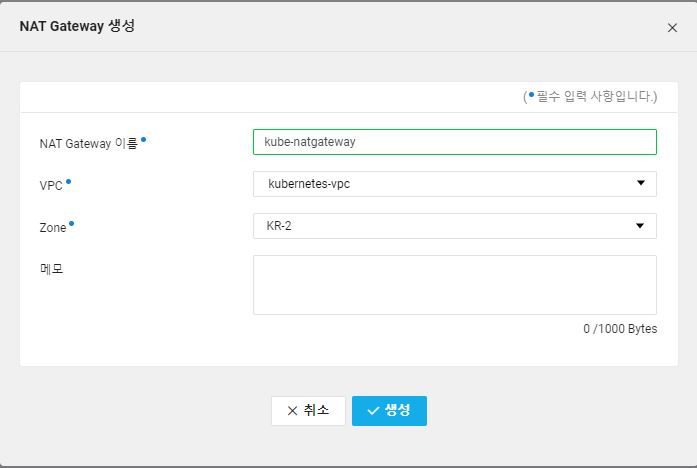 NAT Gateway 생성
(• 필수 입력 사항입니다.)
NAT Gateway 이름
kube-natgateway
VPC
kubernetes-vpc
Zone
KR-2
메모
0 /1000 Bytes
취소
생성